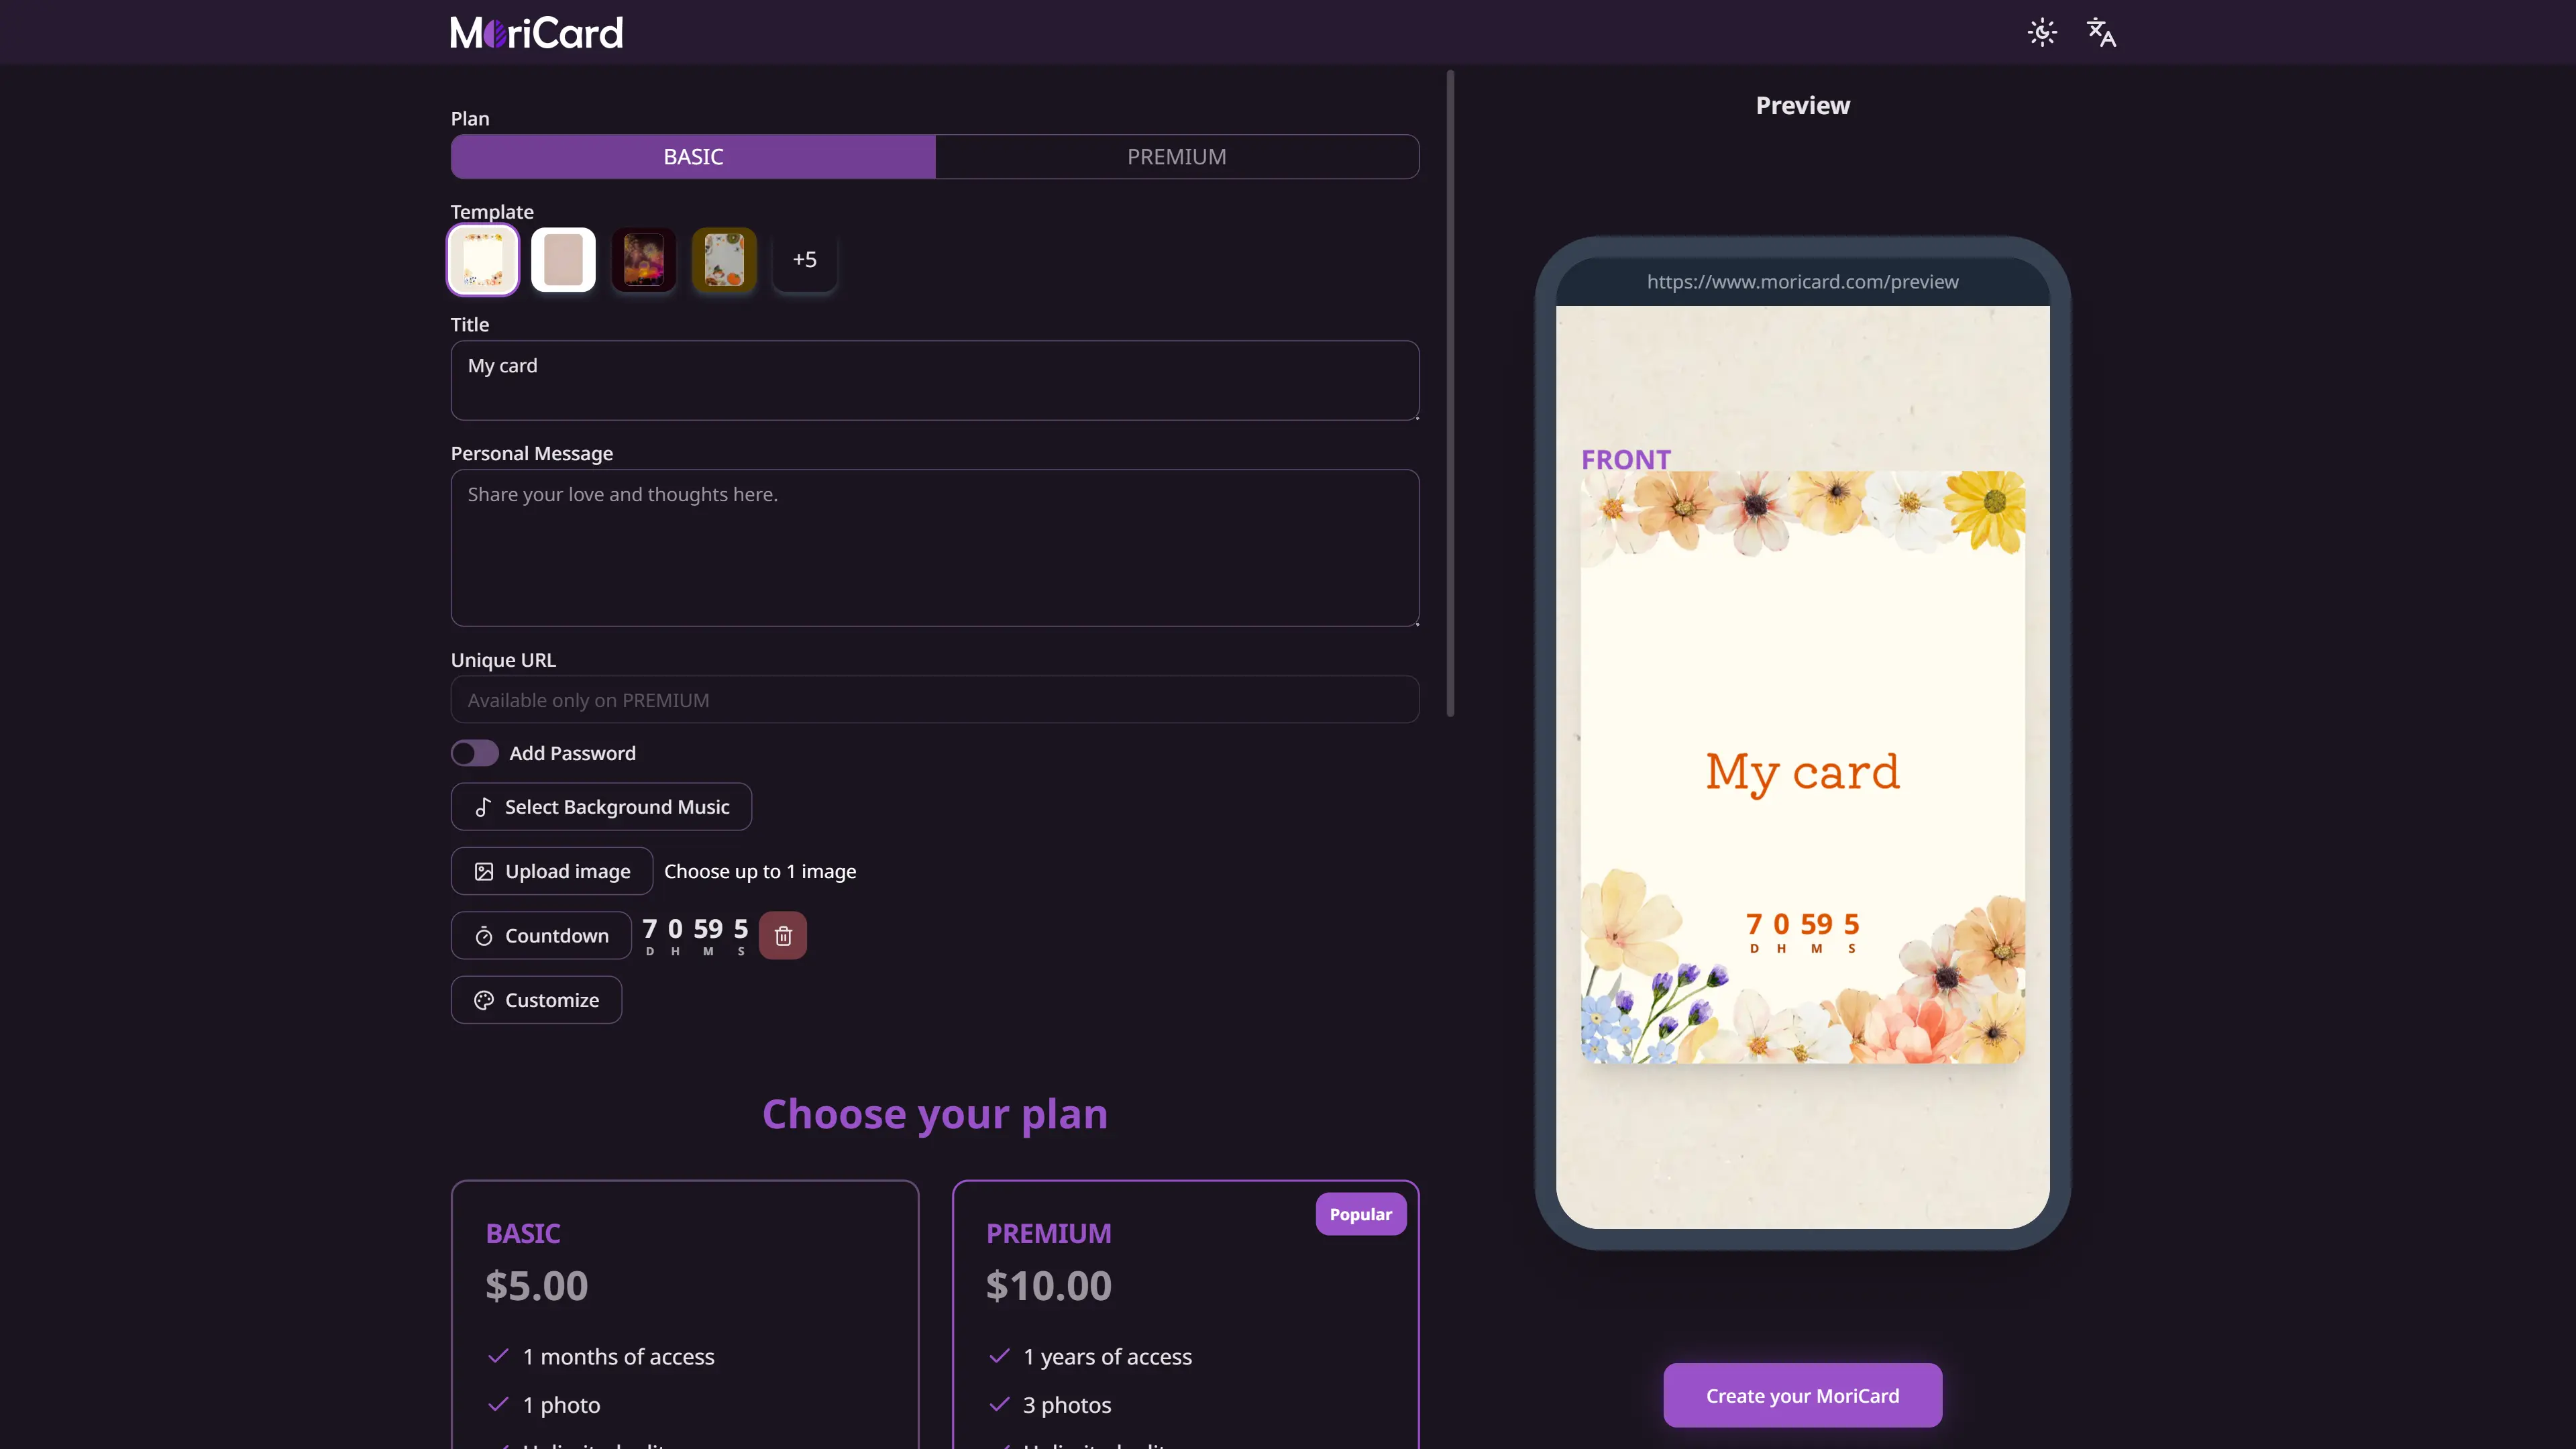 MoriCard
Plan
BASIC
PREMIUM
Template
+5
Title
My card
Personal Message
Share your love and thoughts here.
Unique URL
Available only on PREMIUM
Add Password
Select Background Music
Upload image
Choose up to 1 image
Countdown
7 0 59 5
D H M S
Customize
Choose your plan
BASIC
$5.00
1 months of access
1 photo
Popular
PREMIUM
$10.00
1 years of access
3 photos
Preview
https://www.moricard.com/preview
FRONT
My card
7 0 59 5
D H M S
Create your MoriCard